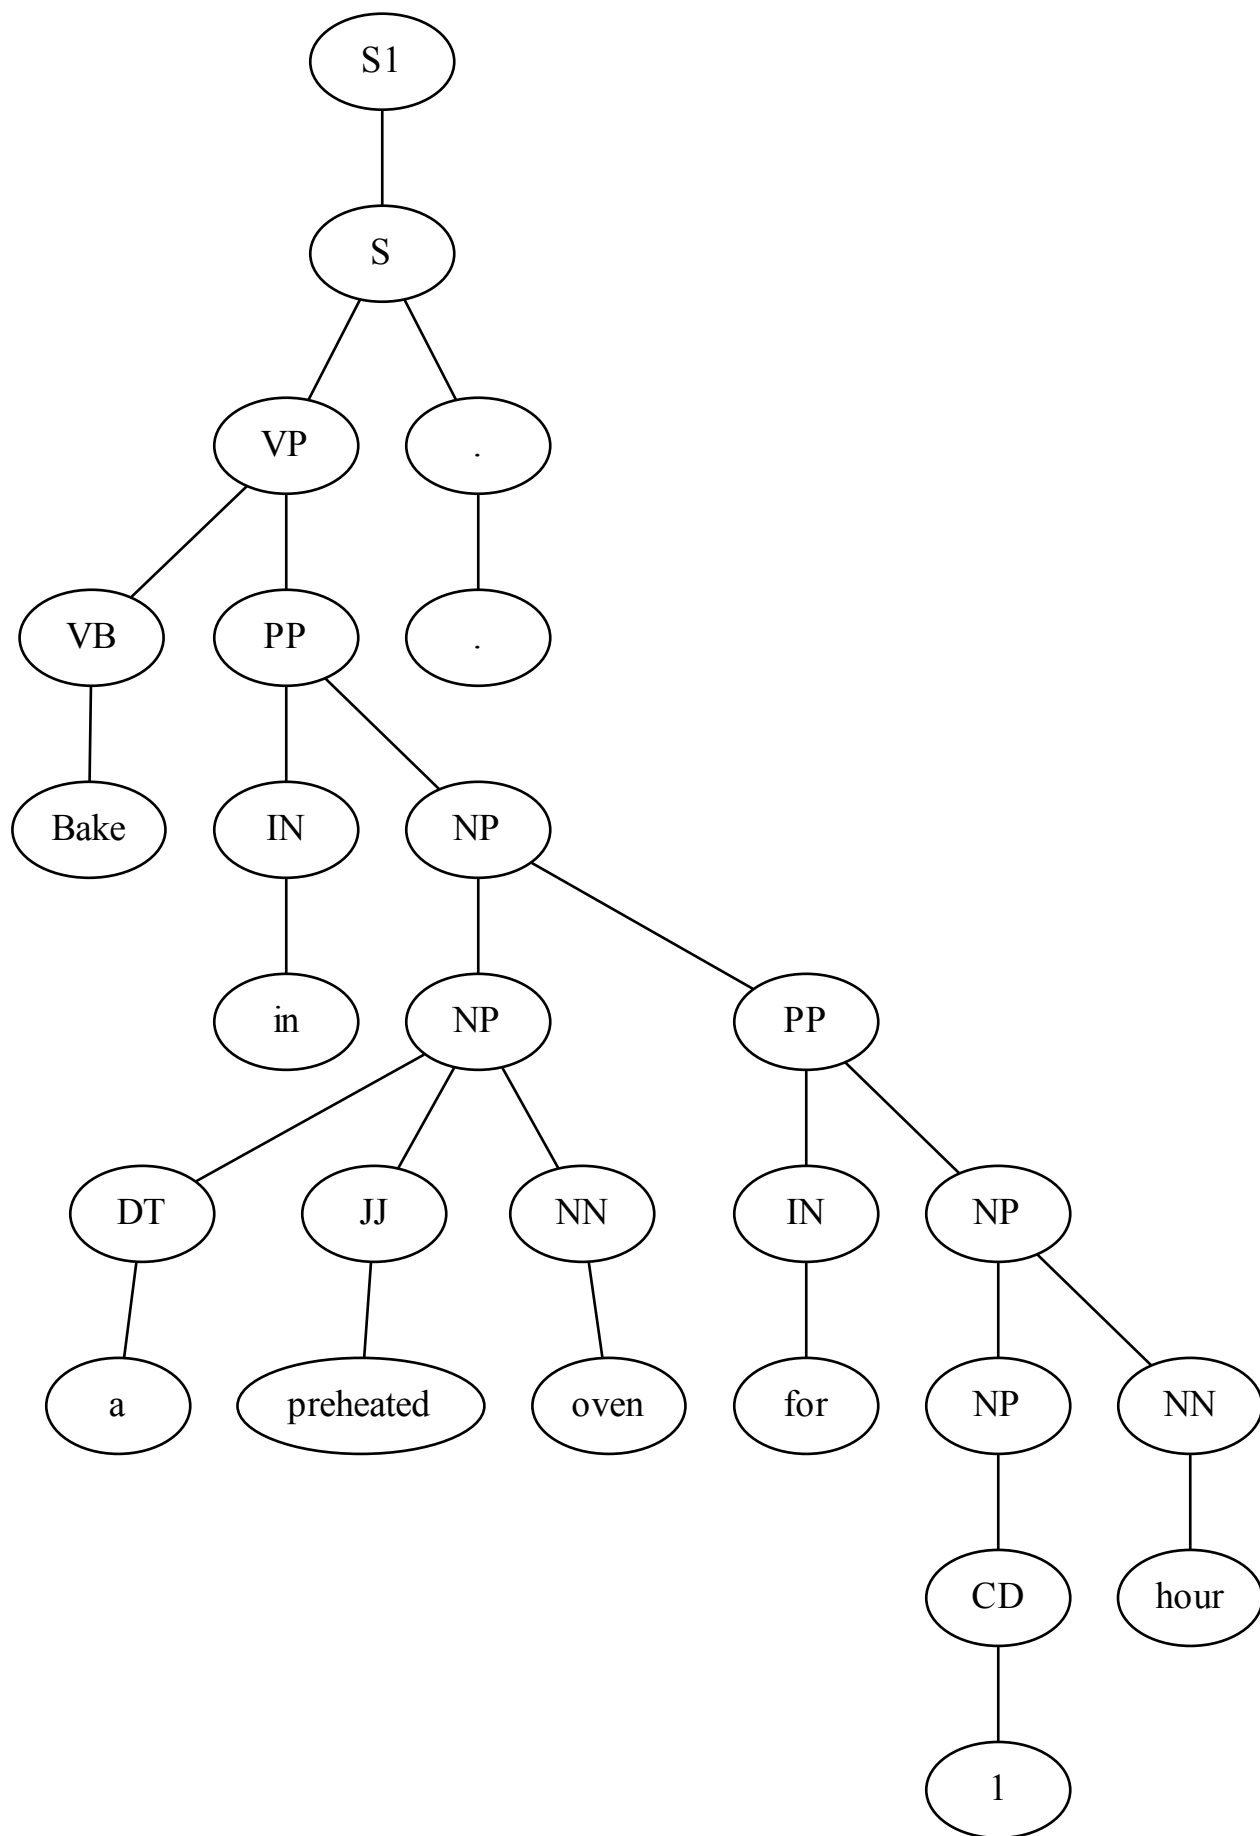 S1
S
VP .
VB PP .
Bake IN NP
in NP PP
DT JJ NN IN NP
a preheated oven for NP NN
CD hour
1